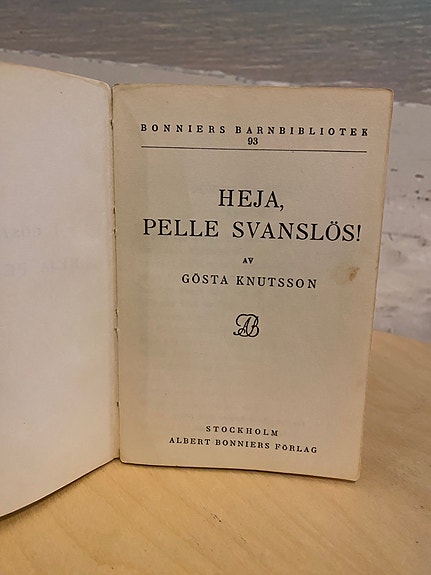 BONNIERS BARNBIBLIOTEK
93
HEJA,
PELLE SVANSLÖS!
AV
GÖSTA KNUTSSON
AB
STOCKHOLM
ALBERT BONNIERS FÖRLAG